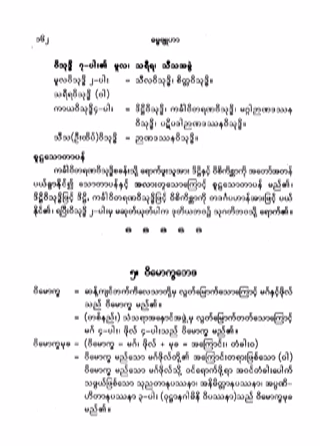 ၁၆၂ ဓမ္မဗျူဟာ
ဝိသုဒ္ဓိ ၇-ပါး၏ မူလ၊ သရီရ၊ သီသအဖွဲ့
မူလဝိသုဒ္ဓိ ၂-ပါး = သီလဝိသုဒ္ဓိ၊ စိတ္တဝိသုဒ္ဓိ။
သရီရဝိသုဒ္ဓိ (ဝါ)
ကာယဝိသုဒ္ဓိ၄-ပါး = ဒိဋ္ဌိဝိသုဒ္ဓိ၊ ကင်္ခါဝိတရဏဝိသုဒ္ဓိ၊ မဂ္ဂါမဂ္ဂဉာဏဒဿန
ဝိသုဒ္ဓိ၊ ပဋိပဒါဉာဏဒဿနဝိသုဒ္ဓိ။
သီသ(ဦးထိပ်)ဝိသုဒ္ဓိ = ဉာဏဒဿနဝိသုဒ္ဓိ။
စူဠသောတာပန်
ကင်္ခါဝိတရဏဝိသုဒ္ဓိစခန်းသို့ ရောက်ဖူးသူအား ဒိဋ္ဌိနှင့် ဝိစိကိစ္ဆာကို အတော်အတန်
ပယ်ခွာနိုင်၍ သောတာပန်နှင့် အလားတူသောကြောင့် စူဠသောတာပန် မည်၏။
ဒိဋ္ဌိဝိသုဒ္ဓိဖြင့် ဒိဋ္ဌိ၊ ကင်္ခါဝိတရဏဝိသုဒ္ဓိဖြင့် ဝိစိကိစ္ဆာကို တဒင်္ဂပဟာန်အားဖြင့် ပယ်
နိုင်၏၊ ရပြီးဝိသုဒ္ဓိ ၂-ပါးမှ မဆုတ်ယုတ်ပါက ဒုတိယဘဝ၌ သုဂတိဘဝသို့ ရောက်၏။
၅။ ဝိမောက္ခဘေဒ
ဝိမောက္ခ = ဆန့်ကျင်ဘက်ကိလေသာတို့မှ လွတ်မြောက်သောကြောင့် မဂ်နှင့်ဖိုလ်
သည် ဝိမောက္ခ မည်၏။
= (တစ်နည်း) သံသရာအနှောင်အဖွဲ့မှ လွတ်မြောက်တတ်သောကြောင့်
မဂ် ၄-ပါး၊ ဖိုလ် ၄-ပါးသည် ဝိမောက္ခ မည်၏။
ဝိမောက္ခမုခ = (ဝိမောက္ခ = မဂ်၊ ဖိုလ် + မုခ = အကြောင်း၊ တံခါးဝ)
= ဝိမောက္ခ မည်သော မဂ်ဖိုလ်တို့၏ အကြောင်းတရားဖြစ်သော (ဝါ)
ဝိမောက္ခ မည်သော မဂ်ဖိုလ်သို့ ဝင်ရောက်ဖို့ရာ အဝင်တံခါးပေါက်
သဖွယ်ဖြစ်သော သုညတာနုပဿနာ၊ အနိမိတ္တာနုပဿနာ၊ အပ္ပဏိ-
ဟိတာနုပဿနာ ၃-ပါး (ဝုဋ္ဌာနဂါမိနီ ဝိပဿနာ)သည် ဝိမောက္ခမုခ
မည်၏။